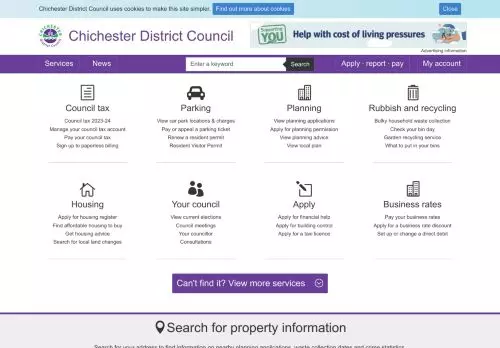 Chichester District Council uses cookies to make this site simpler. Find out more about cookies Close
CHICHESTER
Chichester District Council
Supporting YOU Help with cost of living pressures
Advertising information
Services News Enter a keyword Search Apply · report · pay My account
Council tax
Council tax 2023-24
Manage your council tax account
Pay your council tax
Sign up to paperless billing
Parking
View car park locations & charges
Pay or appeal a parking ticket
Renew a resident permit
Resident Visitor Permit
Planning
View planning applications
Apply for planning permission
View planning advice
View local plan
Rubbish and recycling
Bulky household waste collection
Check your bin day
Garden recycling service
What to put in your bins
Housing
Apply for housing register
Find affordable housing to buy
Get housing advice
Search for local land changes
Your council
View current elections
Council meetings
Your councillor
Consultations
Apply
Apply for financial help
Apply for building control
Apply for a taxi licence
Business rates
Pay your business rates
Apply for a business rate discount
Set up or change a direct debit
Can't find it? View more services
Search for property information
Search for your address to find information on nearby planning applications, waste collection dates and crime statistics